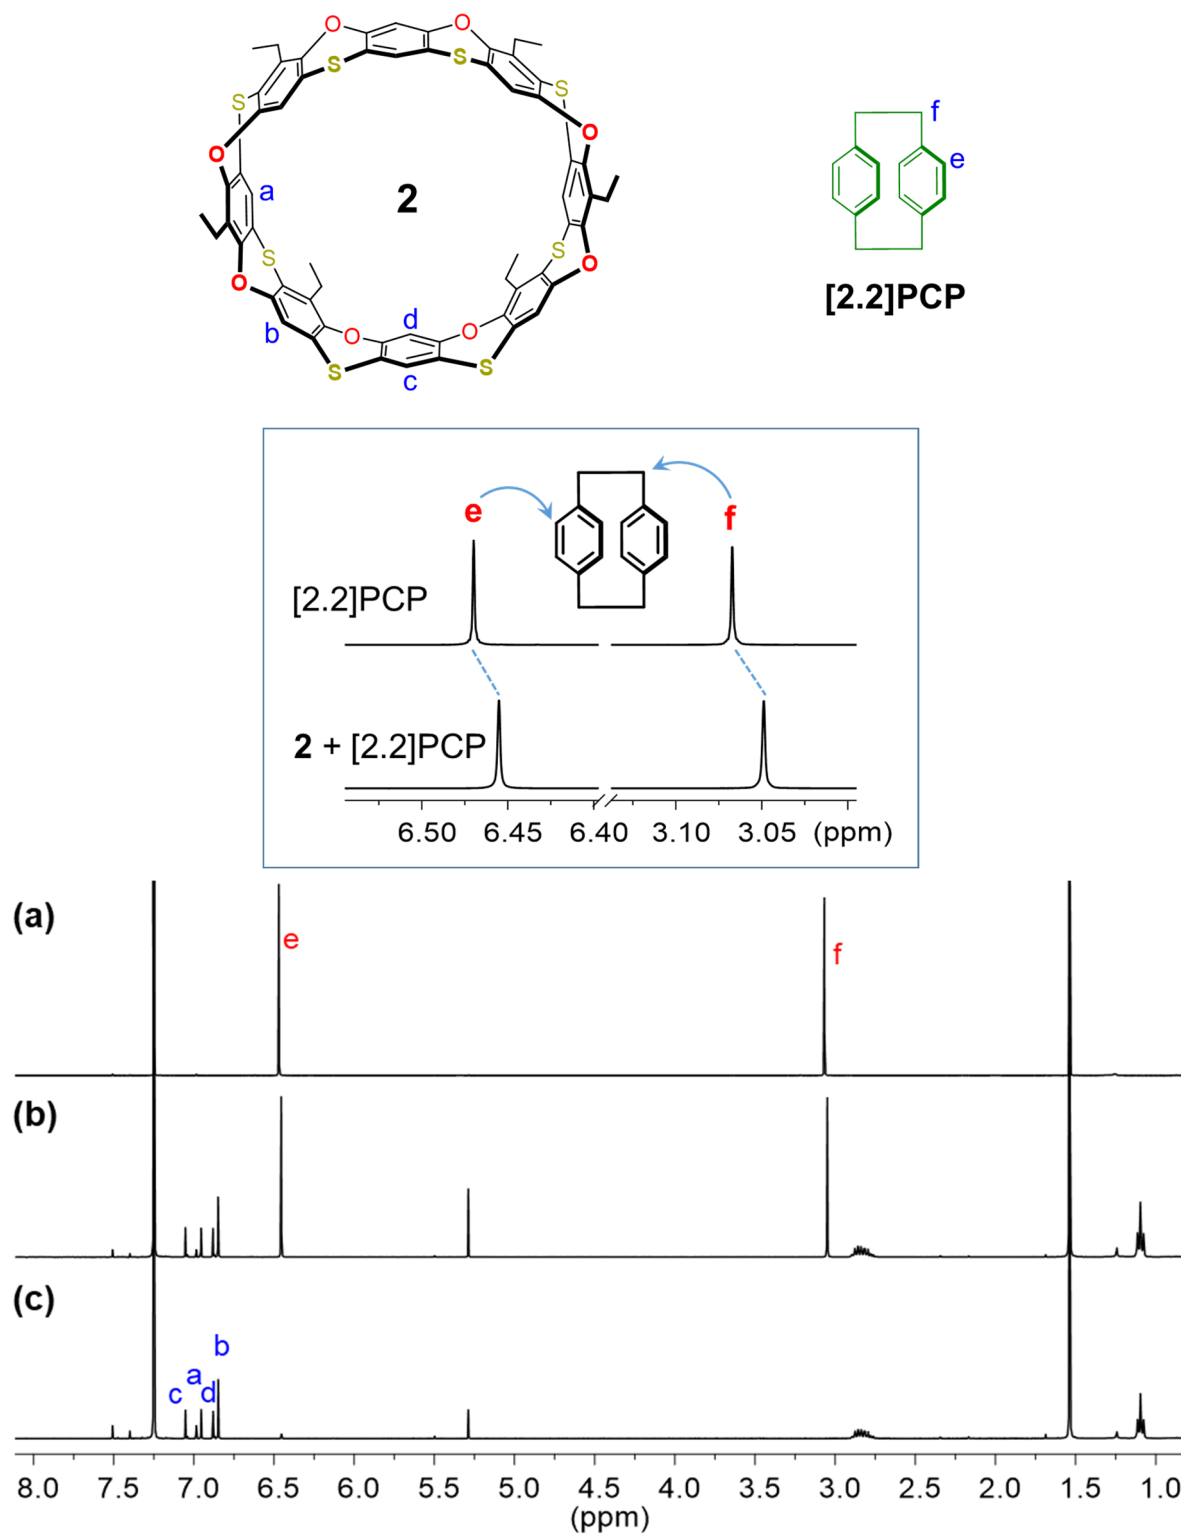 O O
S S
S S
O O
a
2
S S
O O
b
O d O
S c S
f
e
[2.2]PCP
e f
[2.2]PCP
2 + [2.2]PCP
6.50 6.45 6.40 3.10 3.05 (ppm)
(a)
e f
(b)
(c)
b
a
c d
8.0 7.5 7.0 6.5 6.0 5.5 5.0 4.5 4.0 3.5 3.0 2.5 2.0 1.5 1.0
(ppm)